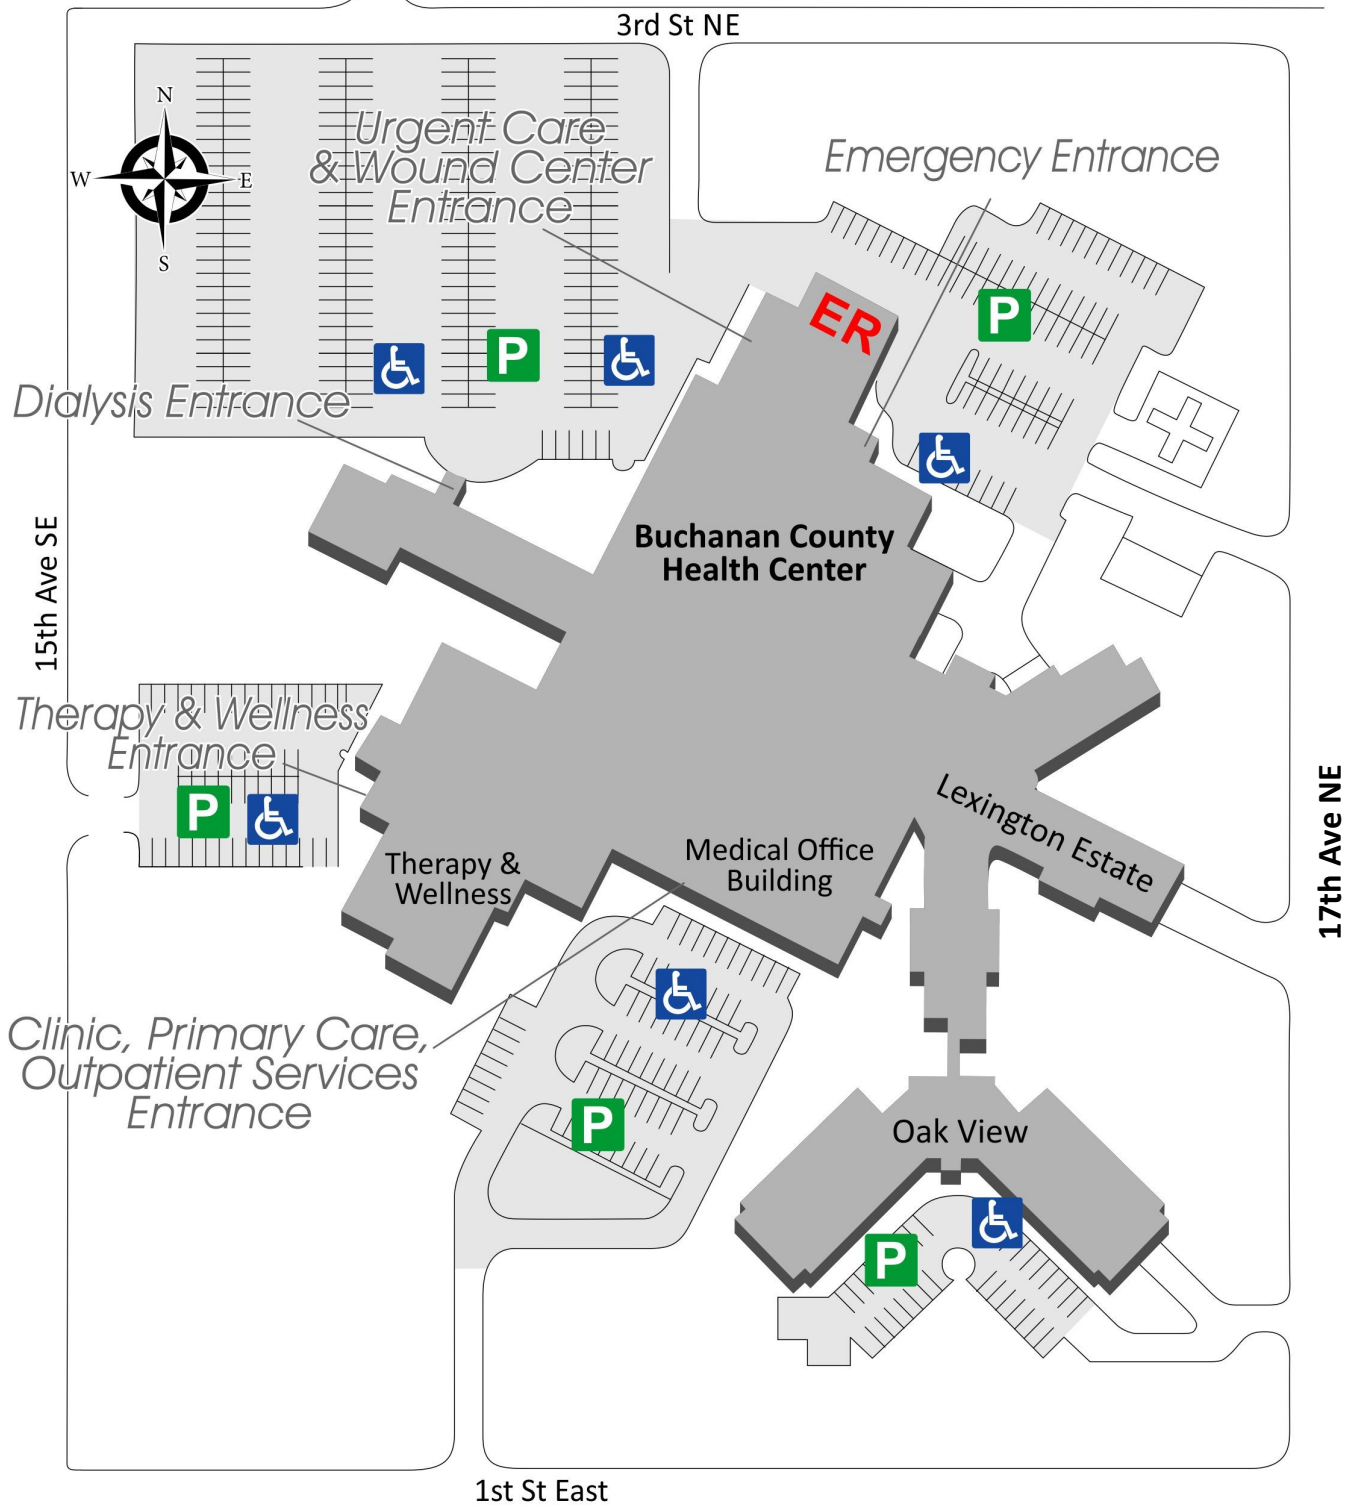 3rd St NE
N
W
E
S
Urgent Care
& Wound Center
Entrance
Emergency Entrance
ER
P
P
Dialysis Entrance
Buchanan County
Health Center
15th Ave SE
Therapy & Wellness
Entrance
P
17th Ave NE
Lexington Estate
Medical Office
Building
Therapy &
Wellness
Clinic, Primary Care,
Outpatient Services
Entrance
P
Oak View
P
1st St East